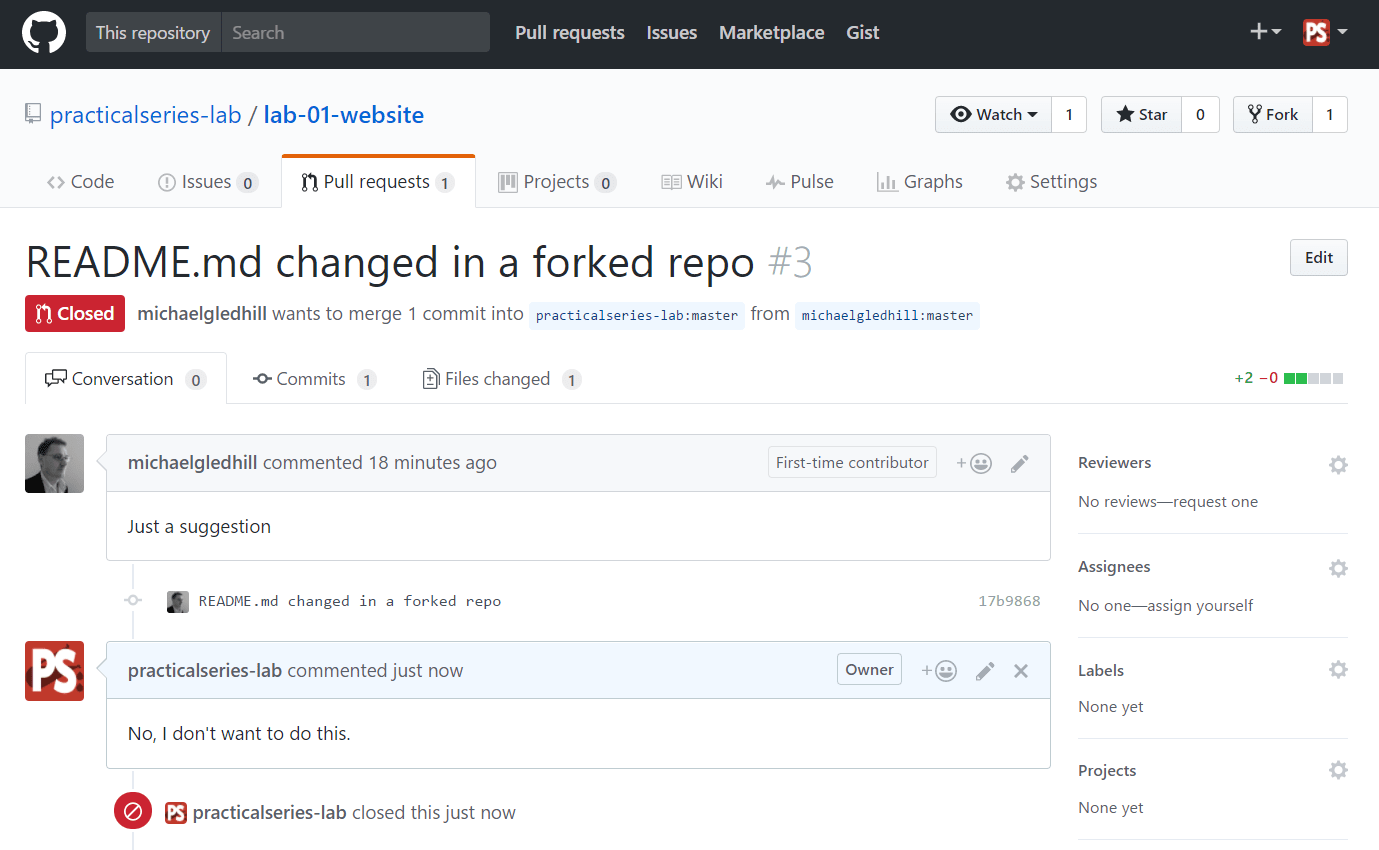 This repository Search Pull requests Issues Marketplace Gist
PS
practicalseries-lab / lab-01-website
Watch 1 Star 0 Fork 1
Code Issues 0 Pull requests 1 Projects 0 Wiki Pulse Graphs Settings
README.md changed in a forked repo #3
Edit
Closed michaelgledhill wants to merge 1 commit into practicalseries-lab:master from michaelgledhill:master
Conversation 0 Commits 1 Files changed 1 +2 −0
michaelgledhill commented 18 minutes ago First-time contributor +
Just a suggestion
README.md changed in a forked repo 17b9868
PS
practicalseries-lab commented just now Owner +
No, I don't want to do this.
PS practicalseries-lab closed this just now
Reviewers
No reviews—request one
Assignees
No one—assign yourself
Labels
None yet
Projects
None yet